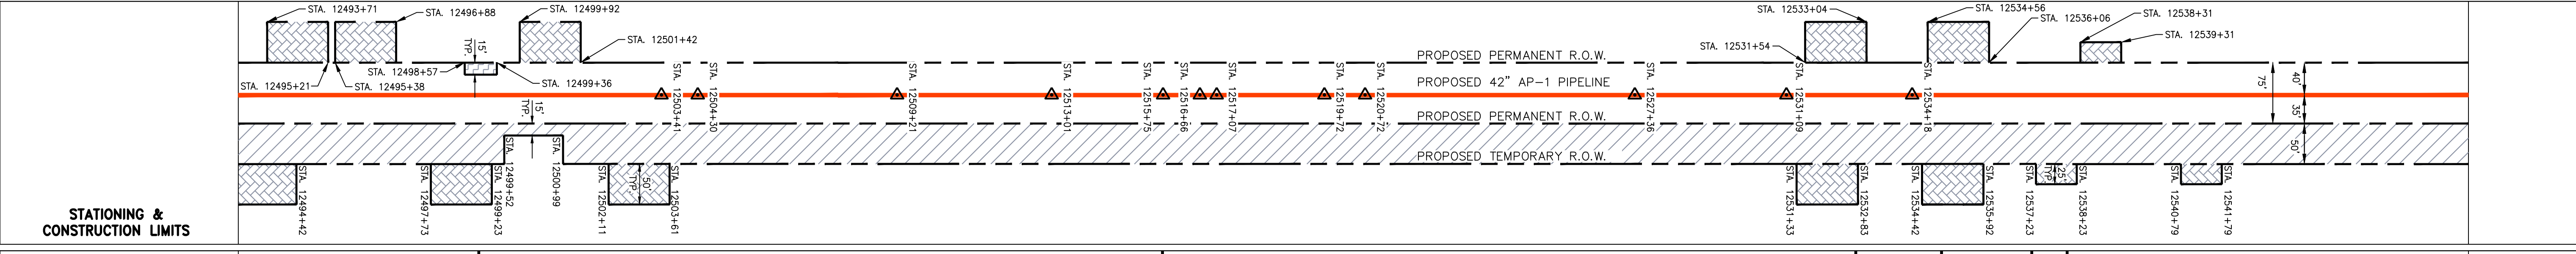 STA. 12493+71
STA. 12496+88
STA. 12499+92
STA. 12501+42
15'
TYP.
STA. 12498+57
STA. 12499+36
STA. 12495+21
STA. 12495+38
STA. 12533+04
STA. 12534+56
STA. 12536+06
STA. 12538+31
STA. 12539+31
STA. 12531+54
PROPOSED PERMANENT R.O.W.
PROPOSED 42" AP-1 PIPELINE
PROPOSED PERMANENT R.O.W.
PROPOSED TEMPORARY R.O.W.
STA. 12503+41
STA. 12504+30
STA. 12509+21
STA. 12513+01
STA. 12515+75
STA. 12516+66
STA. 12517+07
STA. 12519+72
STA. 12520+72
STA. 12527+36
STA. 12531+09
STA. 12534+18
75'
40'
35'
50'
15'
TYP.
STA. 12494+42
STA. 12497+73
STA. 12499+23
STA. 12499+52
STA. 12500+99
STA. 12502+11
50'
TYP.
STA. 12503+61
STA. 12531+33
STA. 12532+83
STA. 12534+42
STA. 12535+92
STA. 12537+23
25'
TYP.
STA. 12538+23
STA. 12540+79
STA. 12541+79
STATIONING &
CONSTRUCTION LIMITS